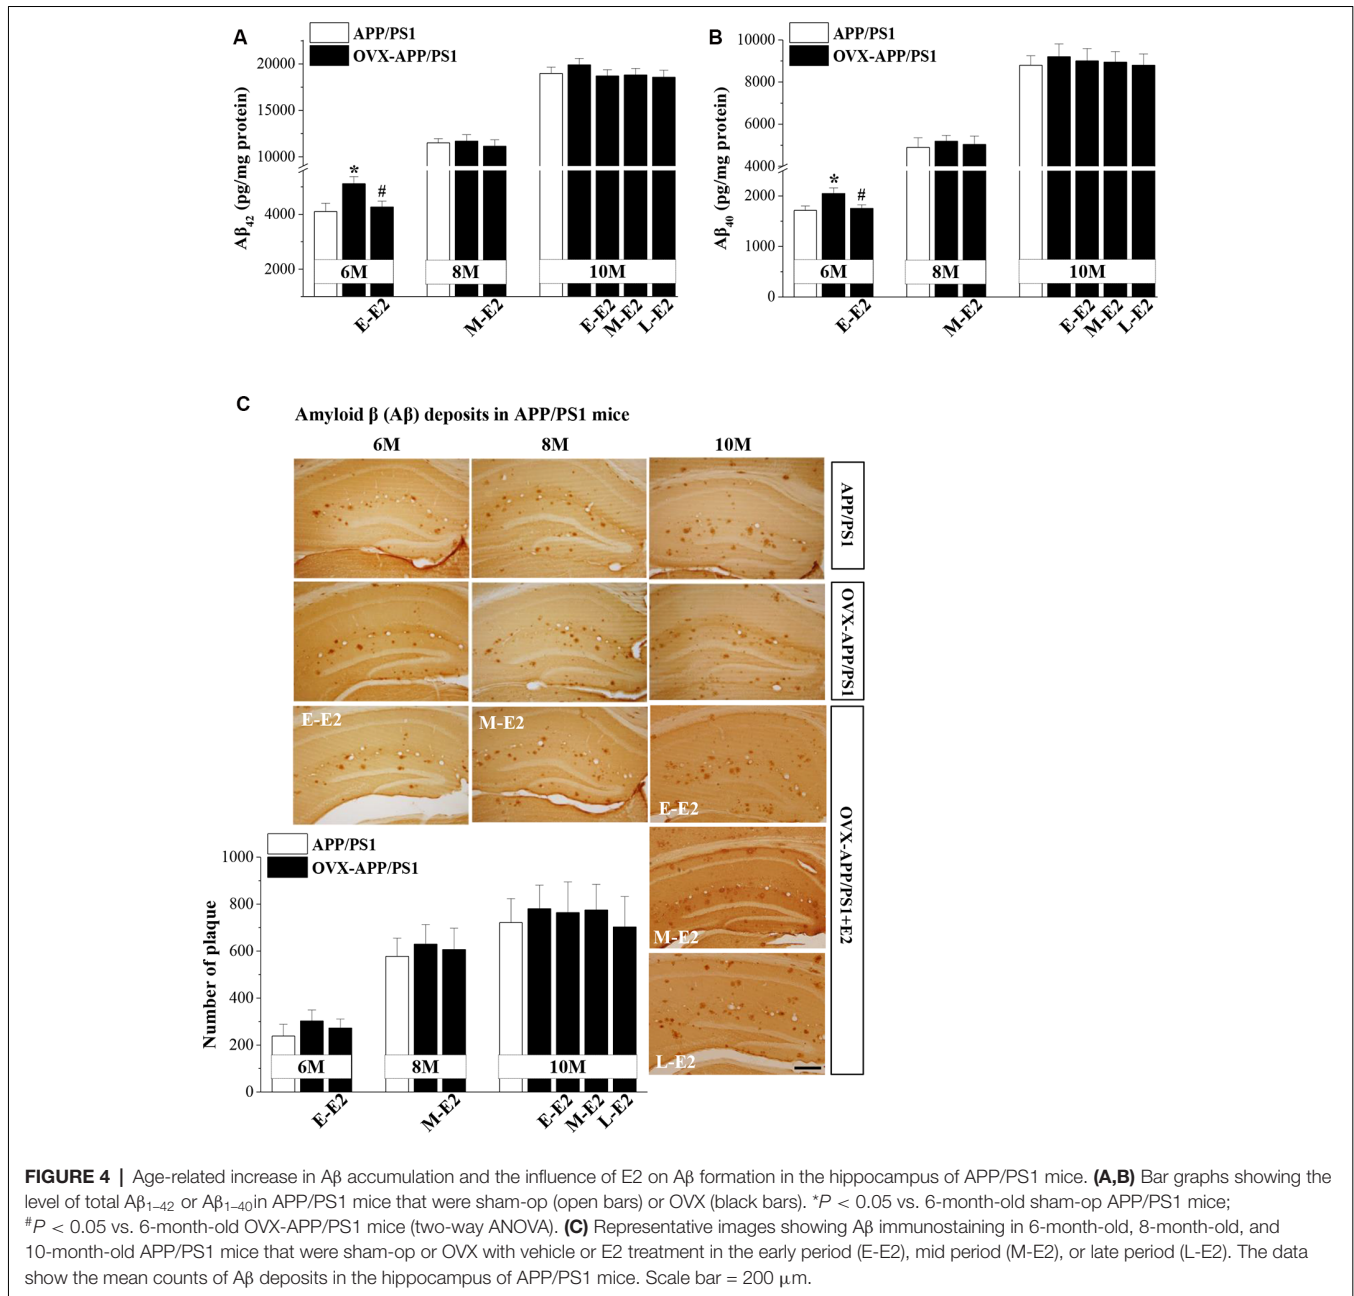 A
APP/PS1
OVX-APP/PS1
Aβ42 (pg/mg protein)
20000
15000
10000
4000
2000
*
#
6M
8M
10M
E-E2
M-E2
E-E2
M-E2
L-E2
B
APP/PS1
OVX-APP/PS1
Aβ40 (pg/mg protein)
10000
8000
6000
4000
2000
1000
0
*
#
6M
8M
10M
E-E2
M-E2
E-E2
M-E2
L-E2
C
Amyloid β (Aβ) deposits in APP/PS1 mice
6M
8M
10M
APP/PS1
OVX-APP/PS1
E-E2
M-E2
E-E2
M-E2
L-E2
OVX-APP/PS1+E2
APP/PS1
OVX-APP/PS1
Number of plaque
1000
800
600
400
200
0
6M
8M
10M
E-E2
M-E2
E-E2
M-E2
L-E2
FIGURE 4 | Age-related increase in Aβ accumulation and the influence of E2 on Aβ formation in the hippocampus of APP/PS1 mice. (A,B) Bar graphs showing the
level of total Aβ1–42 or Aβ1–40in APP/PS1 mice that were sham-op (open bars) or OVX (black bars). *P < 0.05 vs. 6-month-old sham-op APP/PS1 mice;
#P < 0.05 vs. 6-month-old OVX-APP/PS1 mice (two-way ANOVA). (C) Representative images showing Aβ immunostaining in 6-month-old, 8-month-old, and
10-month-old APP/PS1 mice that were sham-op or OVX with vehicle or E2 treatment in the early period (E-E2), mid period (M-E2), or late period (L-E2). The data
show the mean counts of Aβ deposits in the hippocampus of APP/PS1 mice. Scale bar = 200 μm.